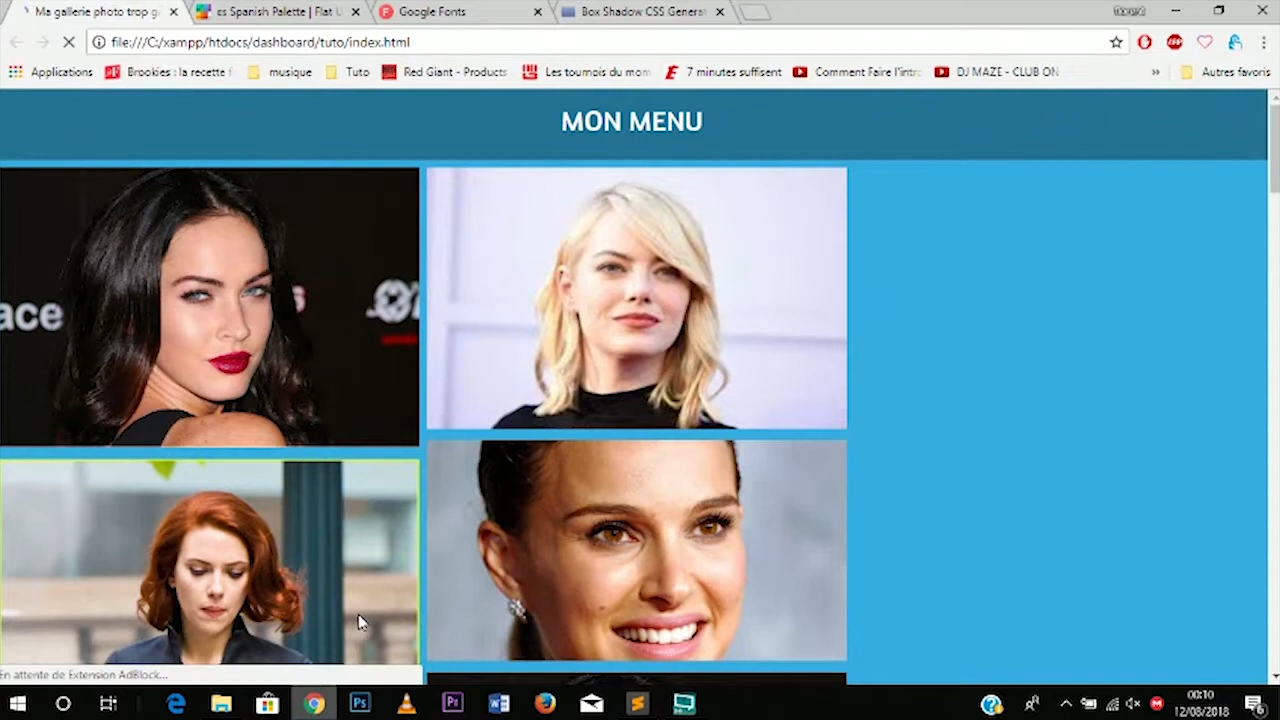 Ma gallerie photo trop g
es Spanish Palette | Flat U
Google Fonts
Box Shadow CSS Generat
file:///C:/xampp/htdocs/dashboard/tuto/index.html
Applications
Brookies : la recette f
musique
Tuto
Red Giant - Products
Les tournois du mom
7 minutes suffisent
Comment Faire l'intr
DJ MAZE - CLUB ON
»
Autres favoris
MON MENU
ace
En attente de Extension AdBlock...
00:10
12/08/2018